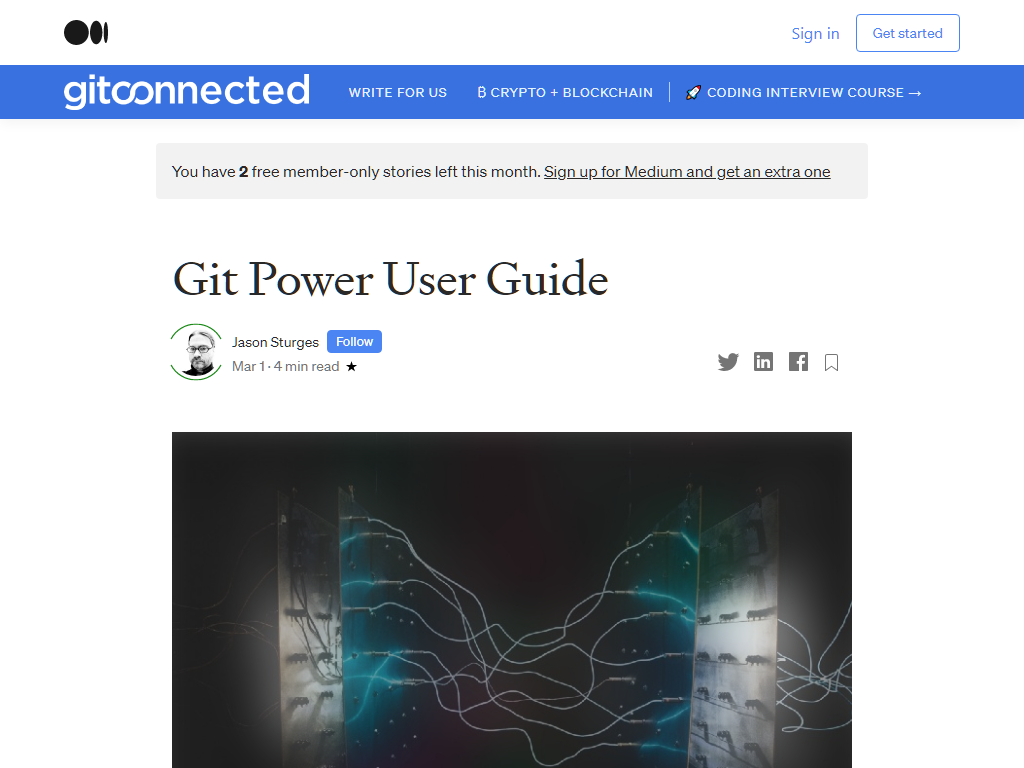 Sign in
Get started
gitconnected
WRITE FOR US
₿ CRYPTO + BLOCKCHAIN
🚀 CODING INTERVIEW COURSE →
You have 2 free member-only stories left this month. Sign up for Medium and get an extra one
Git Power User Guide
Jason Sturges
Follow
Mar 1 · 4 min read ★